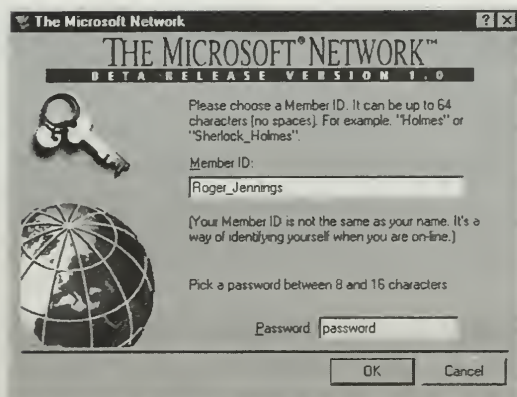 The Microsoft Network
THE MICROSOFT® NETWORK™
BETA RELEASE VERSION 1.0
Please choose a Member ID. It can be up to 64
characters (no spaces). For example. "Holmes" or
"Sherlock_Holmes".
Member ID:
Roger_Jennings
(Your Member ID is not the same as your name. It's a
way of identifying yourself when you are on-line.)
Pick a password between 8 and 16 characters
Password password
OK Cancel